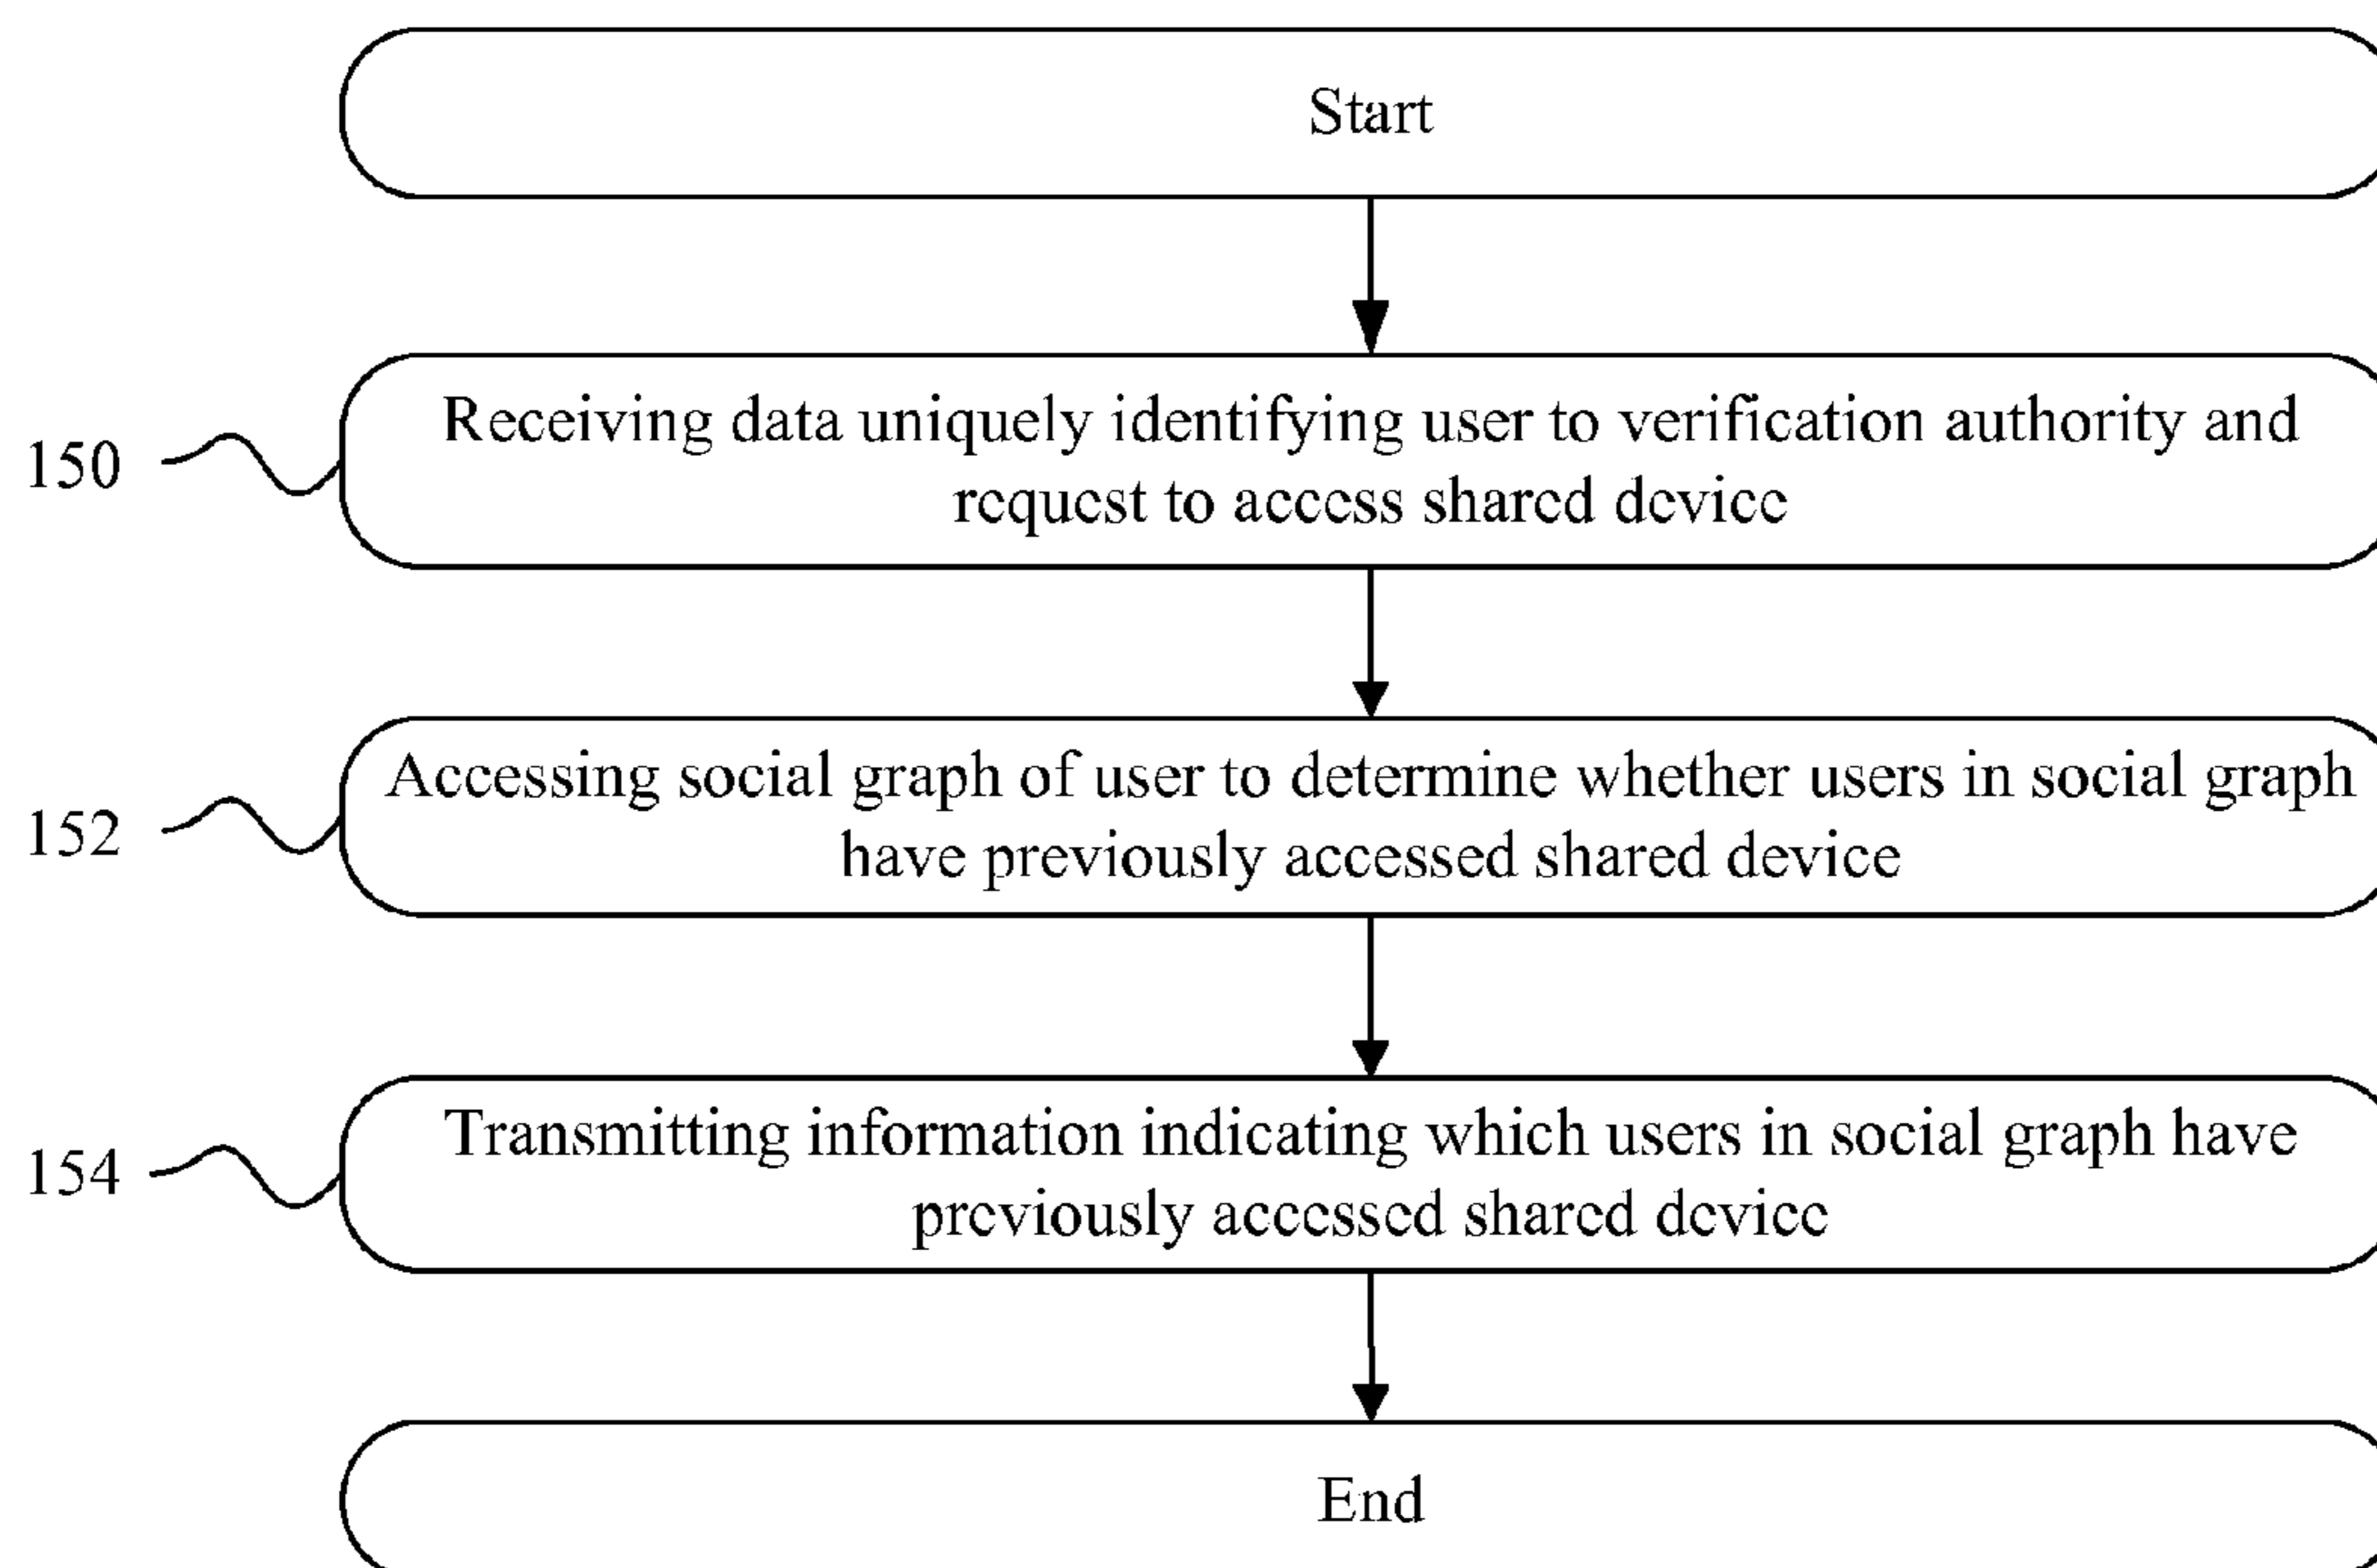 Start
150
Receiving data uniquely identifying user to verification authority and
request to access shared device
152
Accessing social graph of user to determine whether users in social graph
have previously accessed shared device
154
Transmitting information indicating which users in social graph have
previously accessed shared device
End